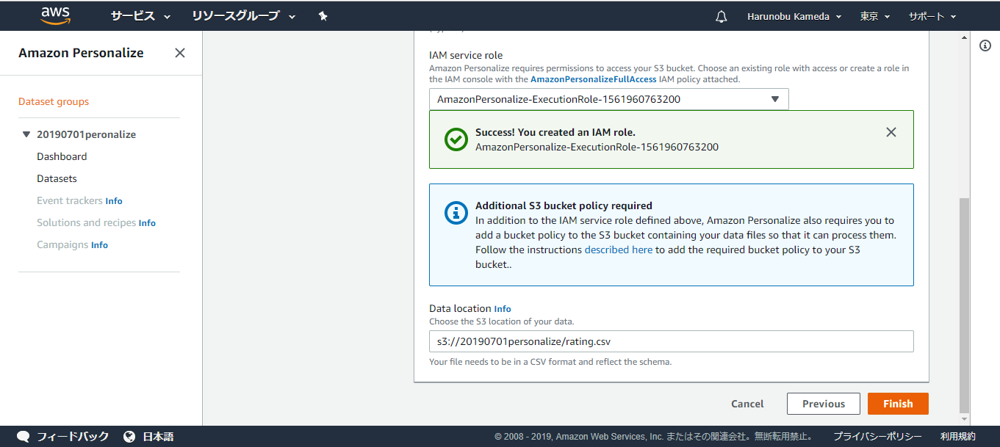 aws サービス リソースグループ Harunobu Kameda 東京 サポート
Amazon Personalize
Dataset groups
20190701peronalize
Dashboard
Datasets
Event trackers Info
Solutions and recipes Info
Campaigns Info
IAM service role
Amazon Personalize requires permissions to access your S3 bucket. Choose an existing role with access or create a role in
the IAM console with the AmazonPersonalizeFullAccess IAM policy attached.
AmazonPersonalize-ExecutionRole-1561960763200
Success! You created an IAM role.
AmazonPersonalize-ExecutionRole-1561960763200
Additional S3 bucket policy required
In addition to the IAM service role defined above, Amazon Personalize also requires you to
add a bucket policy to the S3 bucket containing your data files so that it can process them.
Follow the instructions described here to add the required bucket policy to your S3
bucket..
Data location Info
Choose the S3 location of your data.
s3://20190701personalize/rating.csv
Your file needs to be in a CSV format and reflect the schema.
Cancel Previous Finish
フィードバック 日本語 © 2008 - 2019, Amazon Web Services, Inc. またはその関連会社。無断転用禁止。 プライバシーポリシー 利用規約